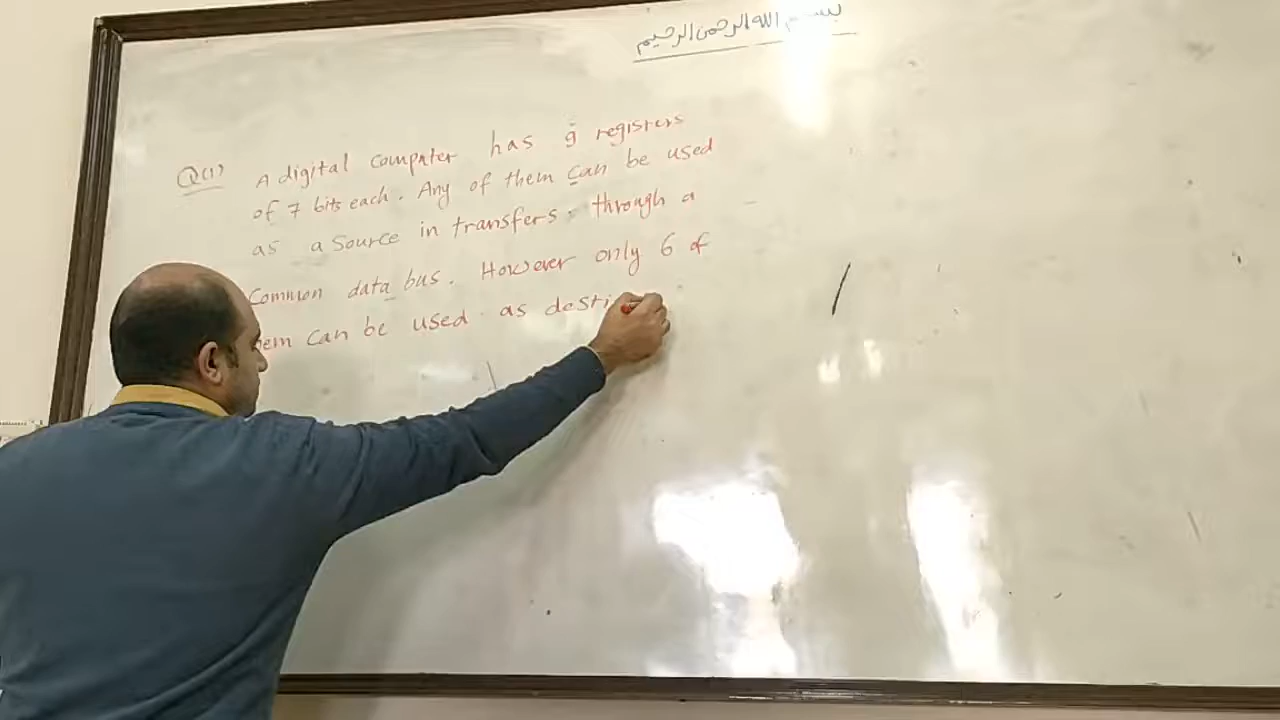 بسم الله الرحمن الرحيم
Q(1) A digital computer has 9 registers
of 7 bits each. Any of them can be used
as a source in transfers. through a
Common data bus. However only 6 of
can be used as desti